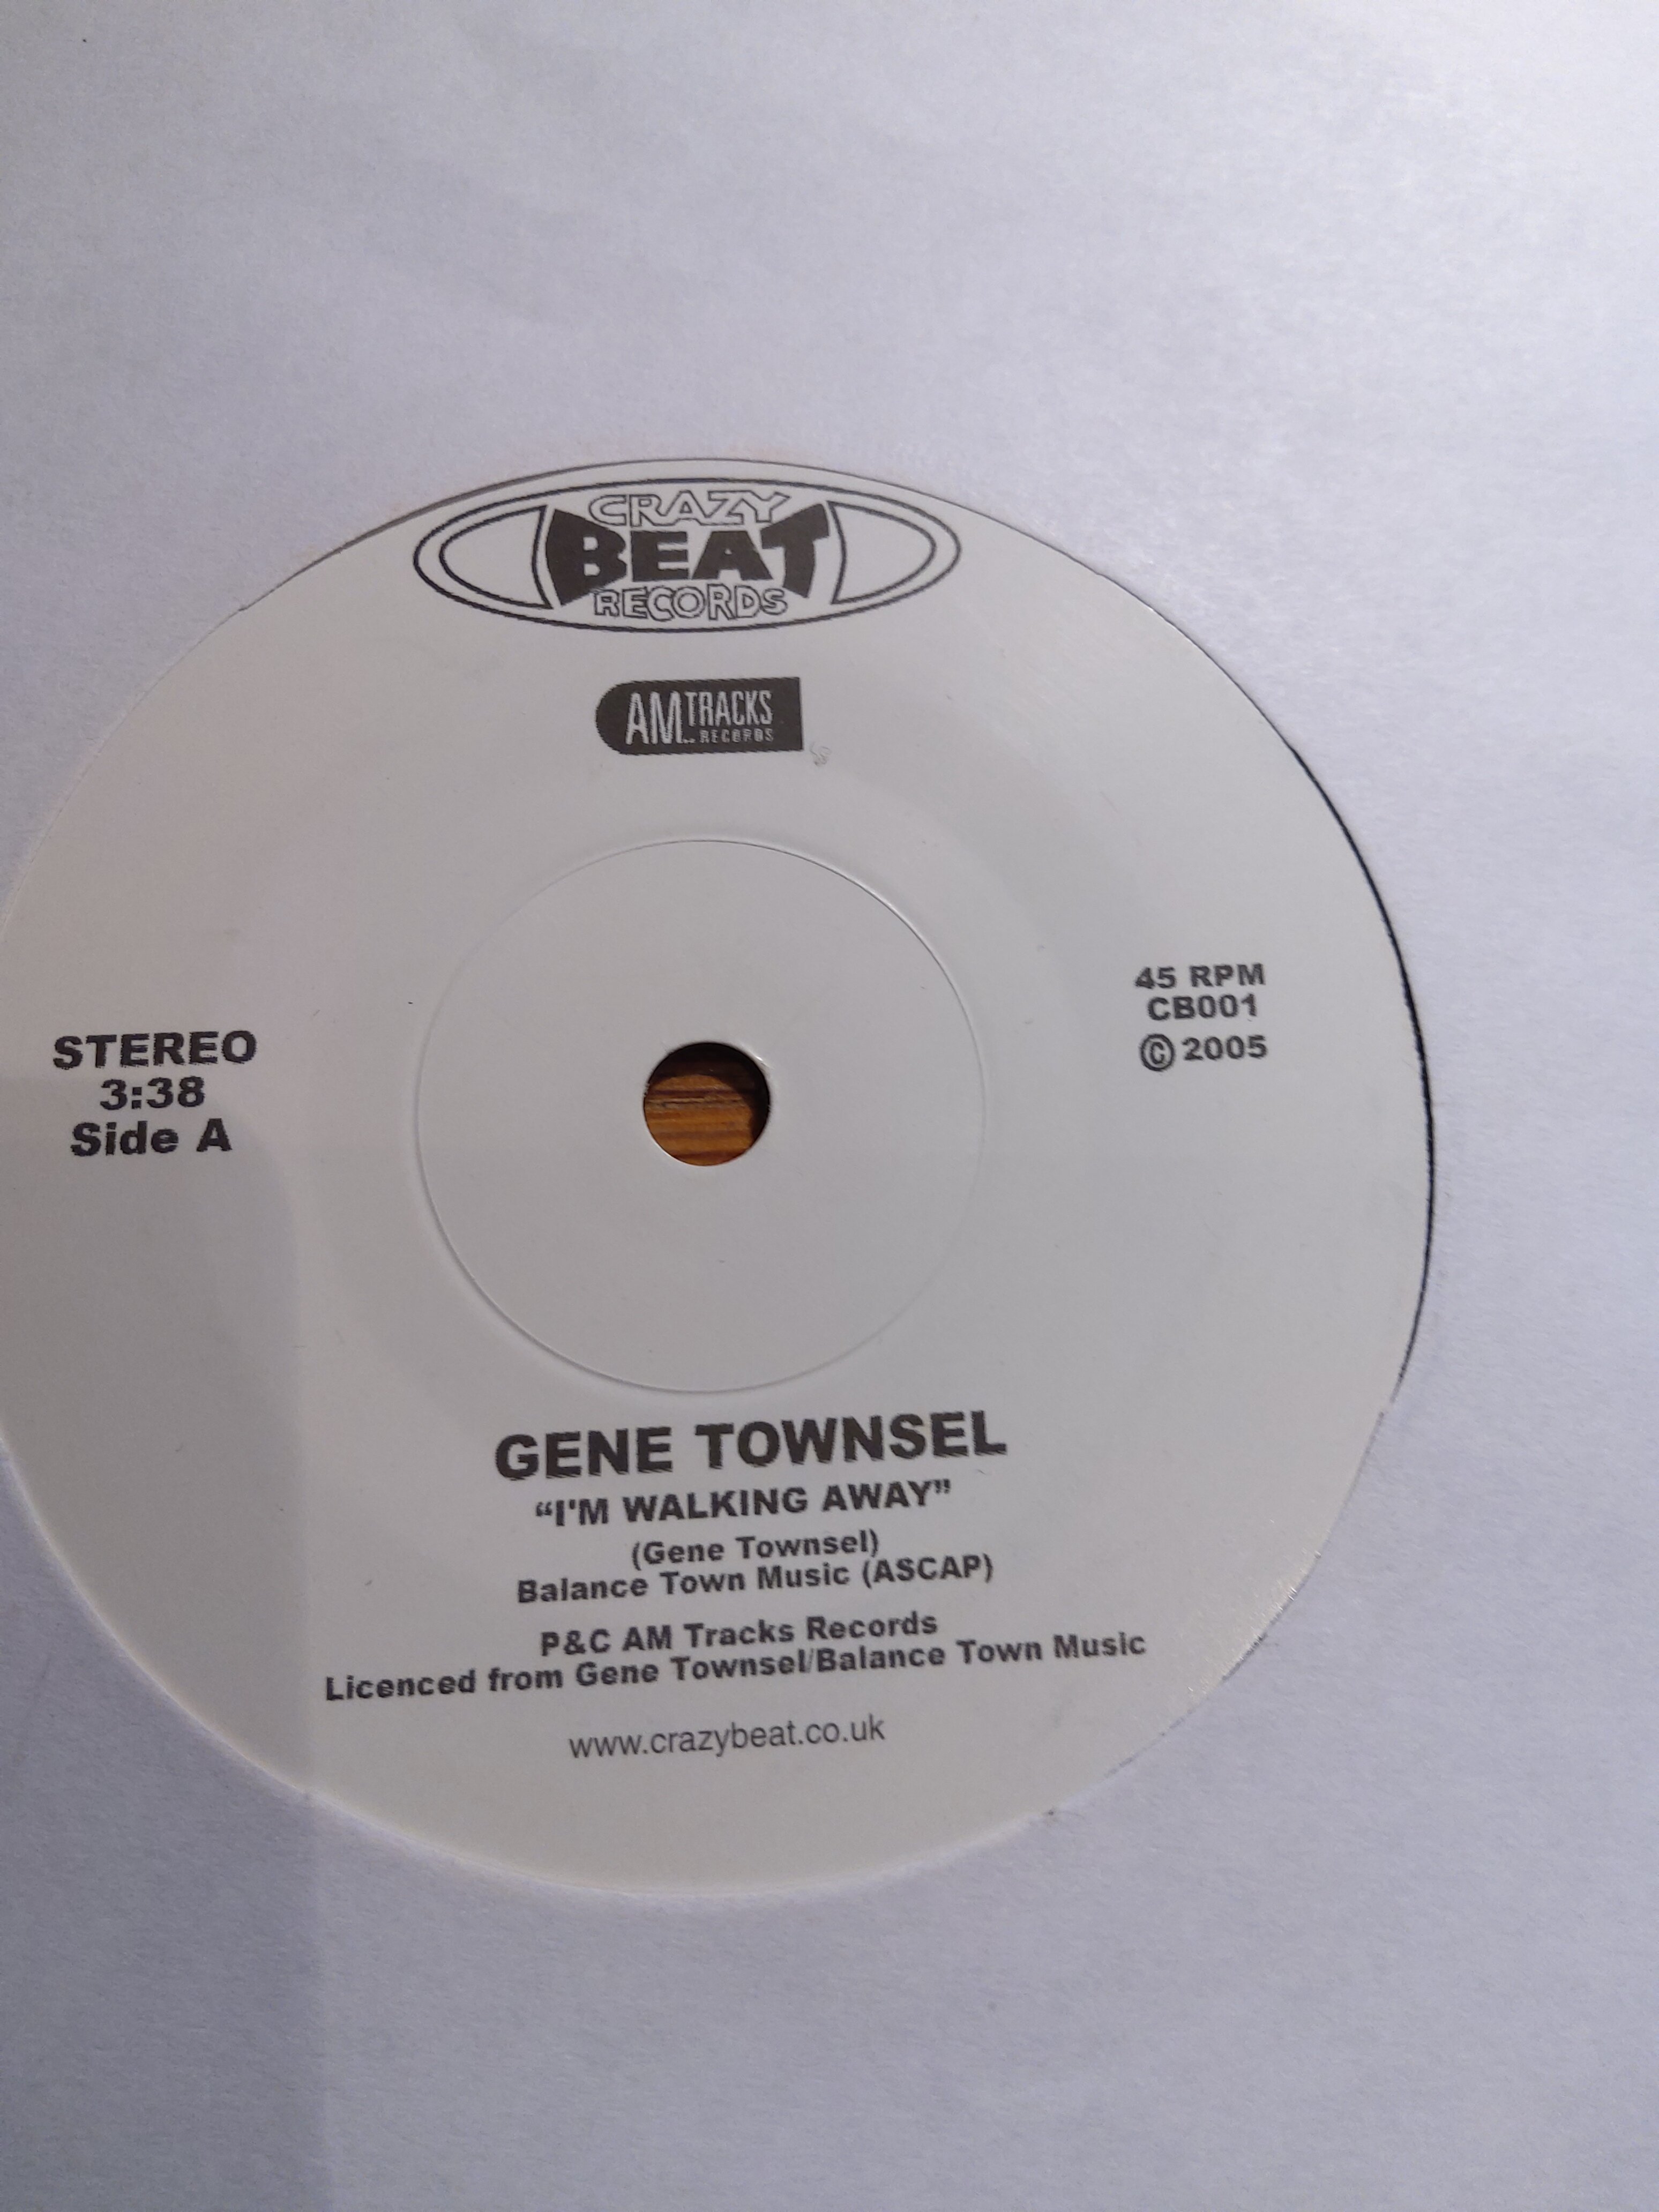 CRAZY
BEAT
RECORDS
AM TRACKS
RECORDS
45 RPM
CB001
© 2005
STEREO
3:38
Side A
GENE TOWNSEL
“I'M WALKING AWAY”
(Gene Townsel)
Balance Town Music (ASCAP)
P&C AM Tracks Records
Licenced from Gene Townsel/Balance Town Music
www.crazybeat.co.uk